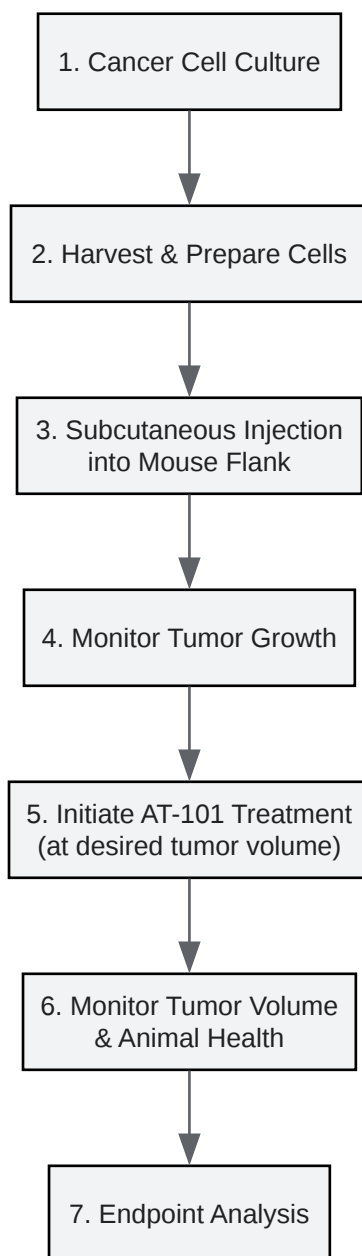 1. Cancer Cell Culture
2. Harvest & Prepare Cells
3. Subcutaneous Injection
into Mouse Flank
4. Monitor Tumor Growth
5. Initiate AT-101 Treatment
(at desired tumor volume)
6. Monitor Tumor Volume
& Animal Health
7. Endpoint Analysis